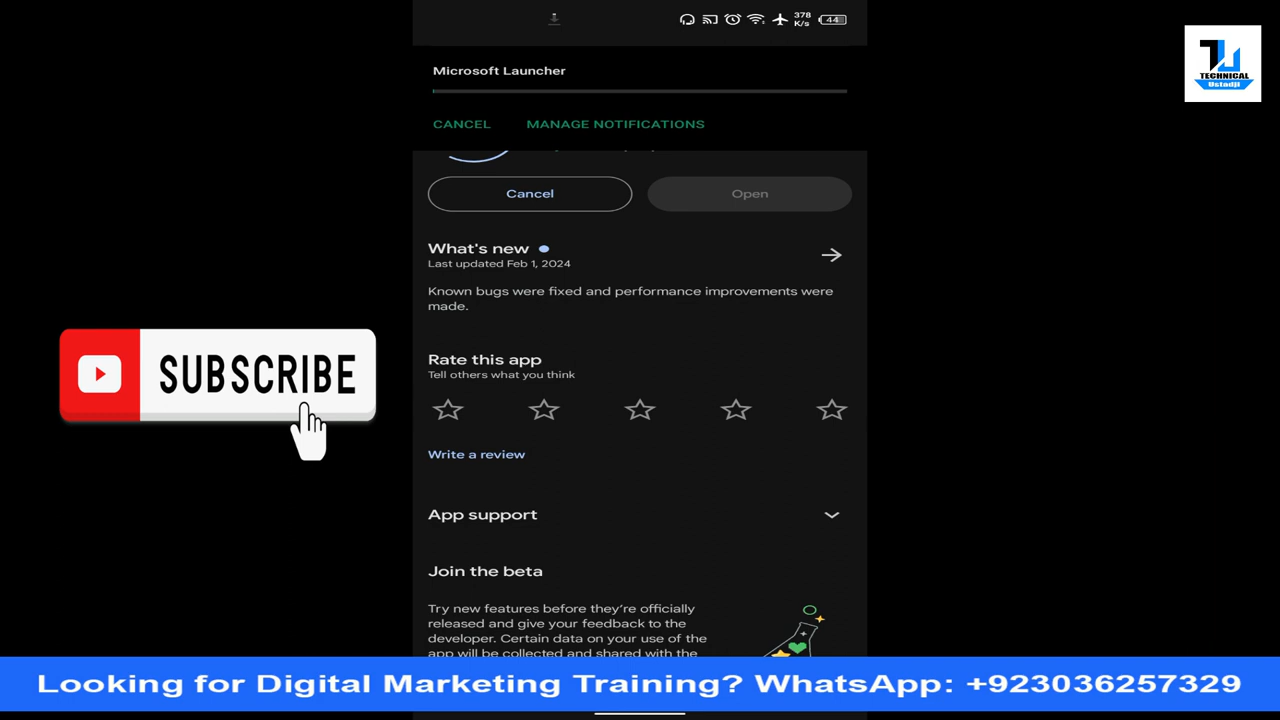 378
K/s
44
Microsoft Launcher
CANCEL MANAGE NOTIFICATIONS
Cancel Open
What's new
Last updated Feb 1, 2024
Known bugs were fixed and performance improvements were
made.
Rate this app
Tell others what you think
Write a review
App support
Join the beta
Try new features before they're officially
released and give your feedback to the
developer. Certain data on your use of the
app will be collected and shared with the
SUBSCRIBE
TU
TECHNICAL
Ustadji
Looking for Digital Marketing Training? WhatsApp: +923036257329